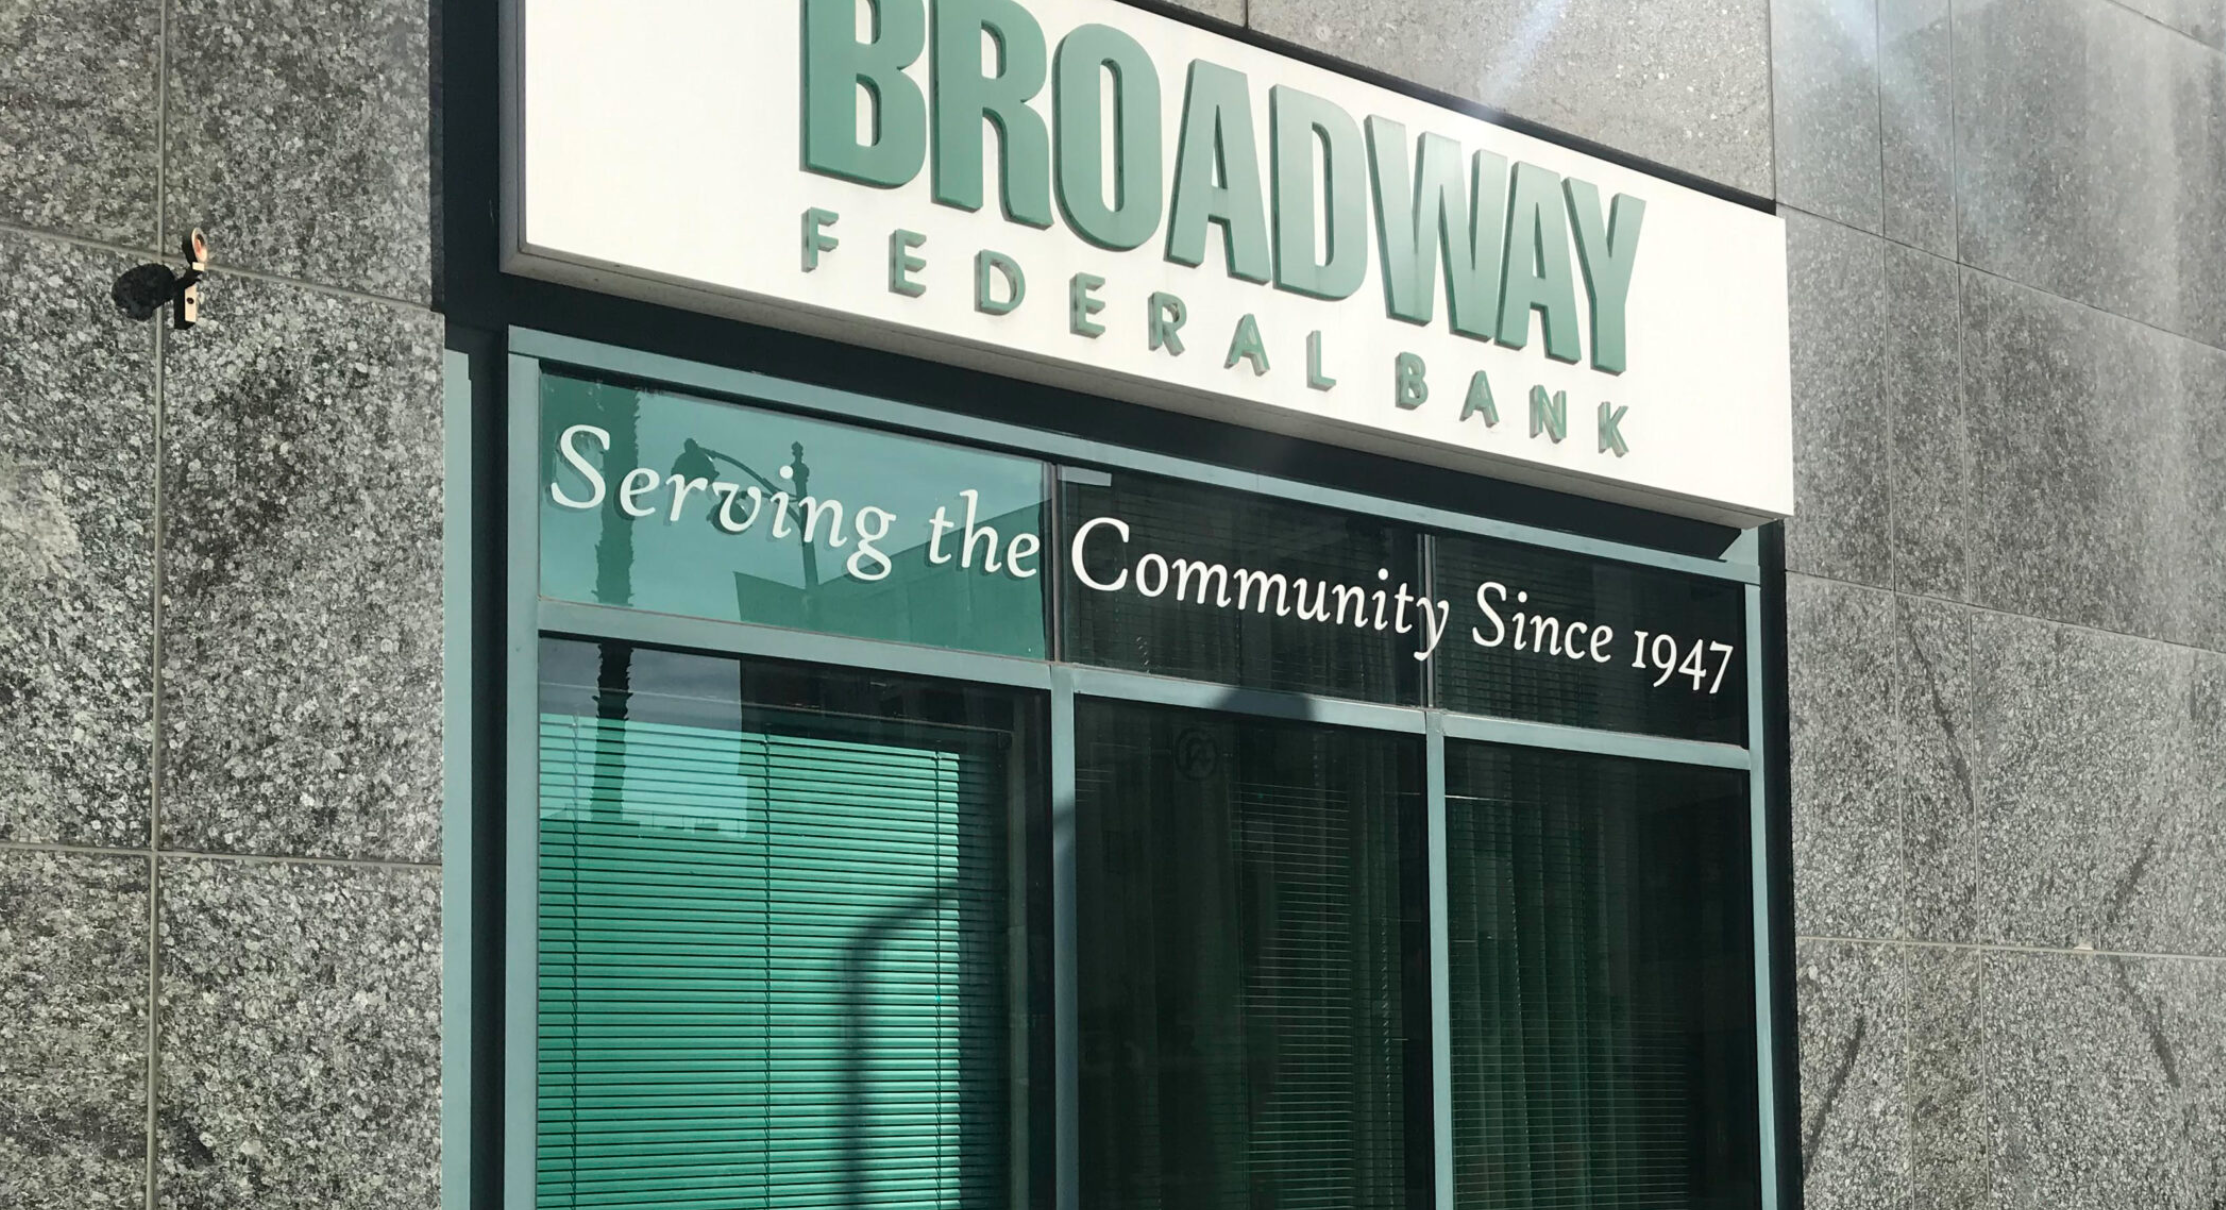 BROADWAY
FEDERAL BANK
Serving the Community Since 1947